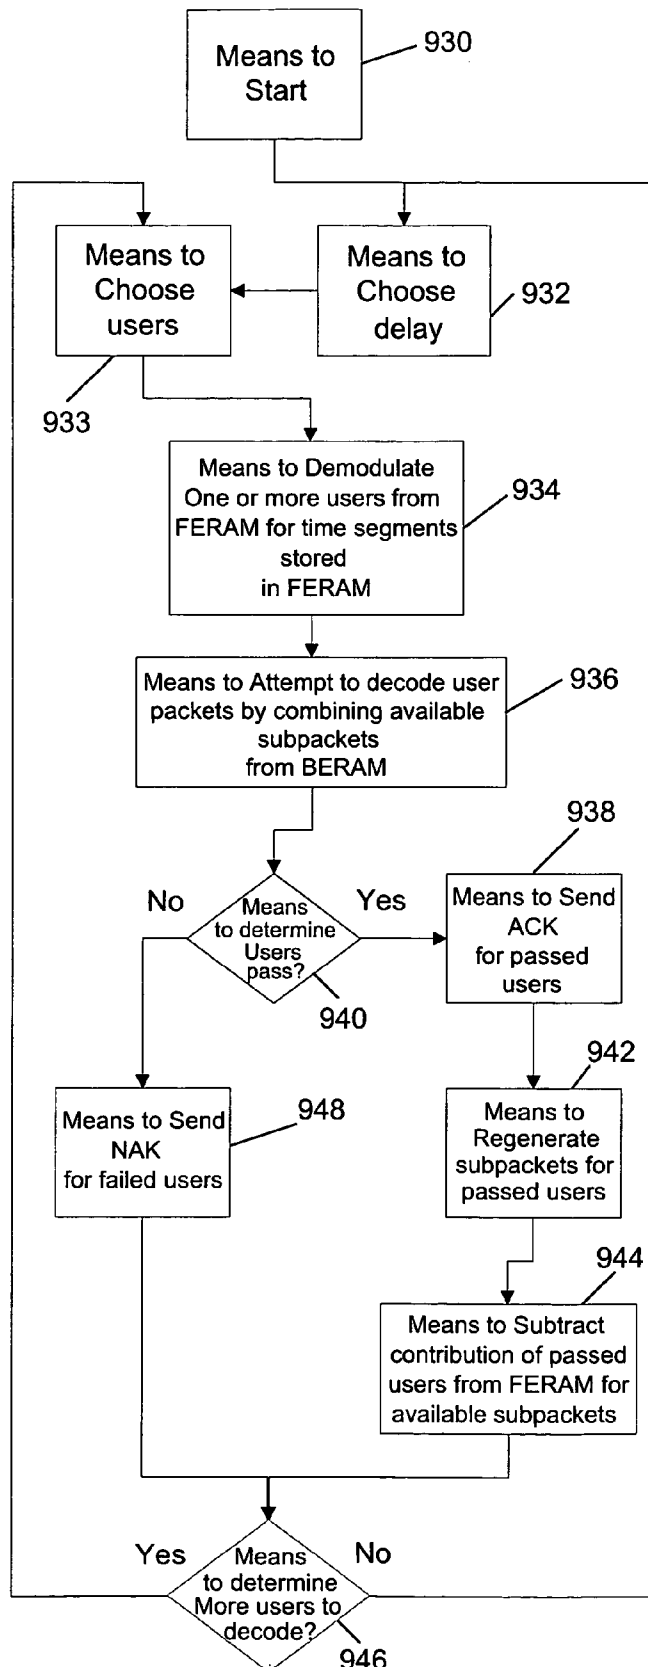 Means to
Start
930
Means to
Choose
users
Means to
Choose
delay
932
933
Means to Demodulate
One or more users from
FERAM for time segments
stored
in FERAM
934
Means to Attempt to decode user
packets by combining available
subpackets
from BERAM
936
938
No
Means
to determine
Users
pass?
Yes
940
Means to Send
ACK
for passed
users
942
Means to Send
NAK
for failed users
948
Means to
Regenerate
subpackets for
passed users
944
Means to Subtract
contribution of passed
users from FERAM for
available subpackets
Yes
Means
to determine
More users to
decode?
No
946